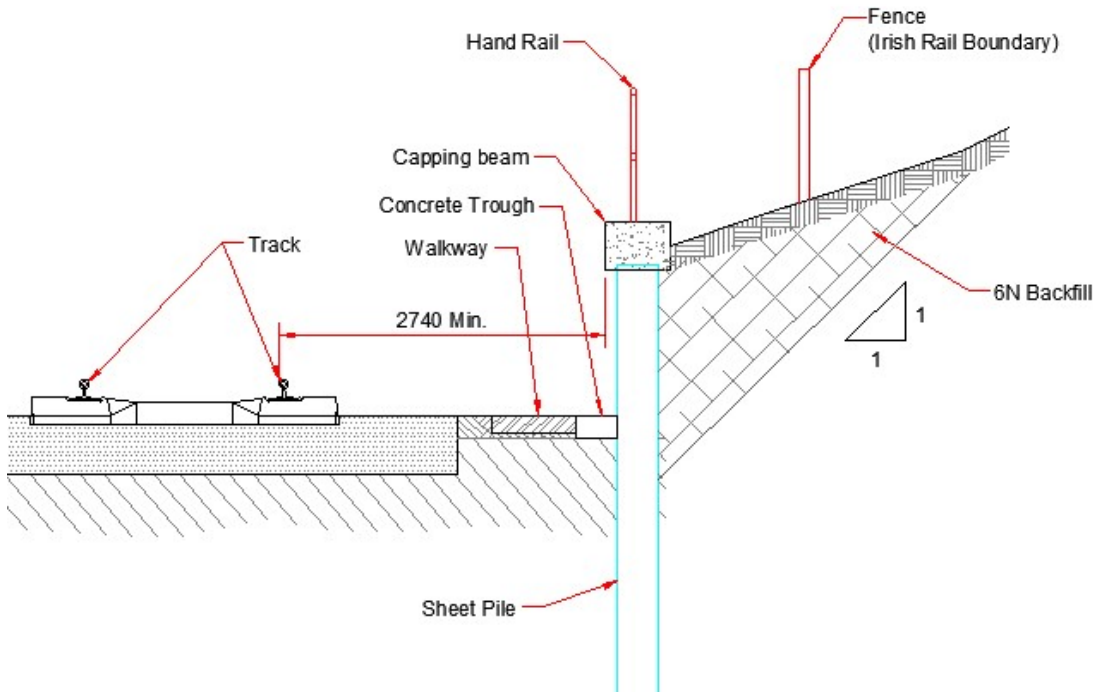 Fence
(Irish Rail Boundary)
Hand Rail
Capping beam
Concrete Trough
Walkway
Track
6N Backfill
2740 Min.
1
1
Sheet Pile